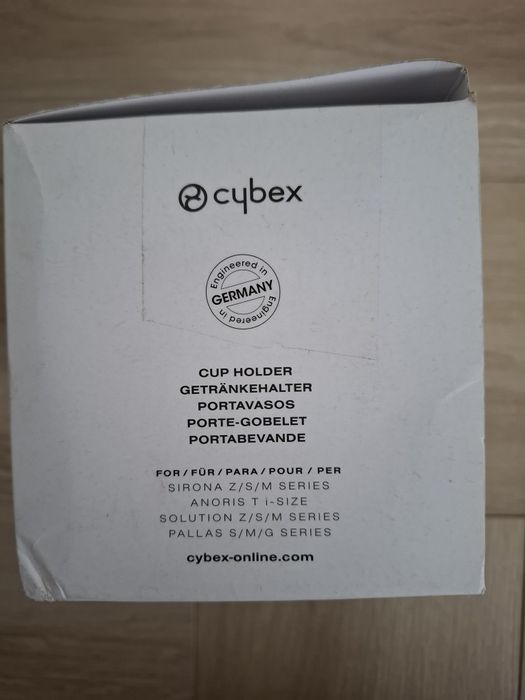 cybex
Engineered in
GERMANY
Engineered in
CUP HOLDER
GETRÄNKEHALTER
PORTAVASOS
PORTE-GOBELET
PORTABEVANDE
FOR / FÜR / PARA / POUR / PER
SIRONA Z/S/M SERIES
ANORIS T i-SIZE
SOLUTION Z/S/M SERIES
PALLAS S/M/G SERIES
cybex-online.com